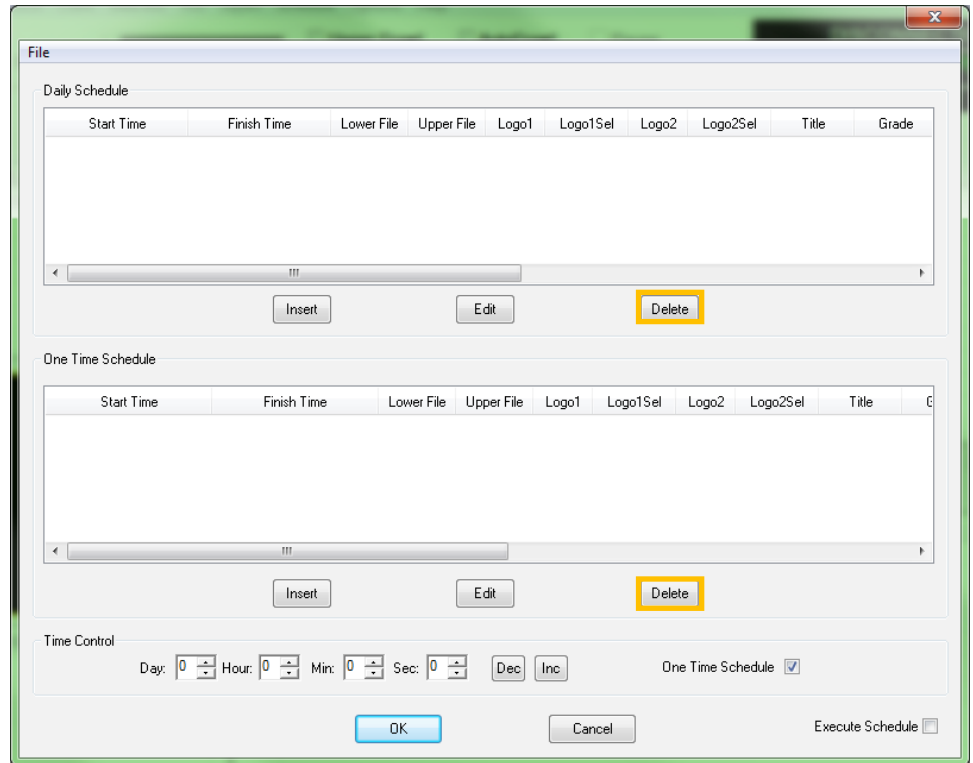 File
Daily Schedule
Start Time Finish Time Lower File Upper File Logo1 Logo1Sel Logo2 Logo2Sel Title Grade
Insert Edit Delete
One Time Schedule
Start Time Finish Time Lower File Upper File Logo1 Logo1Sel Logo2 Logo2Sel Title
Insert Edit Delete
Time Control
Day: 0 Hour: 0 Min: 0 Sec: 0 Dec Inc One Time Schedule
OK Cancel Execute Schedule